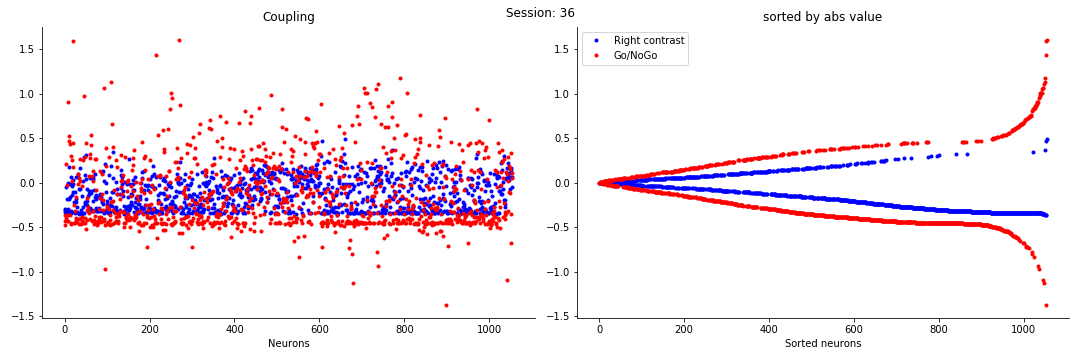 Session: 36
Coupling
1.5
1.0
0.5
0.0
−0.5
−1.0
−1.5
0 200 400 600 800 1000
Neurons
sorted by abs value
Right contrast
Go/NoGo
1.5
1.0
0.5
0.0
−0.5
−1.0
−1.5
0 200 400 600 800 1000
Sorted neurons